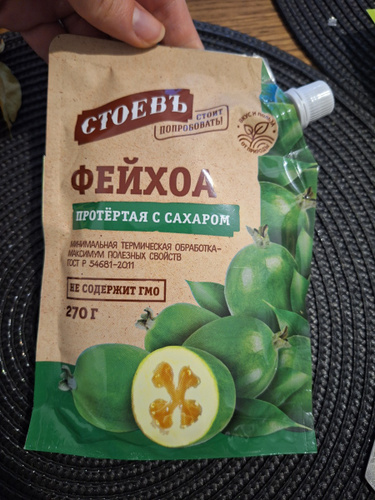 СТОЕВЪ
СТОИТ
ПОПРОБОВАТЬ!
ФЕЙХОА
ПРОТЁРТАЯ С САХАРОМ
МИНИМАЛЬНАЯ ТЕРМИЧЕСКАЯ ОБРАБОТКА-
МАКСИМУМ ПОЛЕЗНЫХ СВОЙСТВ
ГОСТ Р 54681-2011
НЕ СОДЕРЖИТ ГМО
270 Г